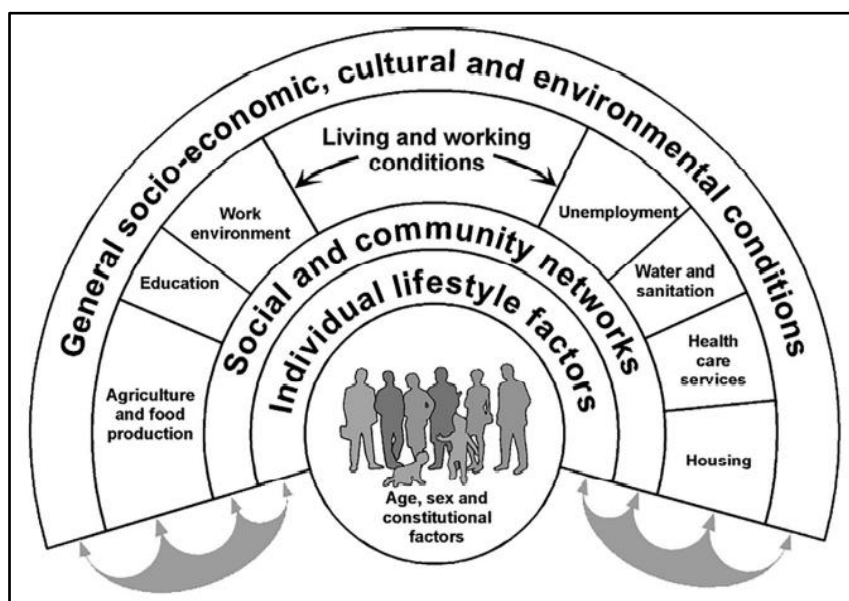 General socio-economic, cultural and environmental conditions
Living and working
conditions
Work
environment
Unemployment
Education
Water and
sanitation
Agriculture
and food
production
Health
care
services
Housing
Social and community networks
Individual lifestyle factors
Age, sex and
constitutional
factors